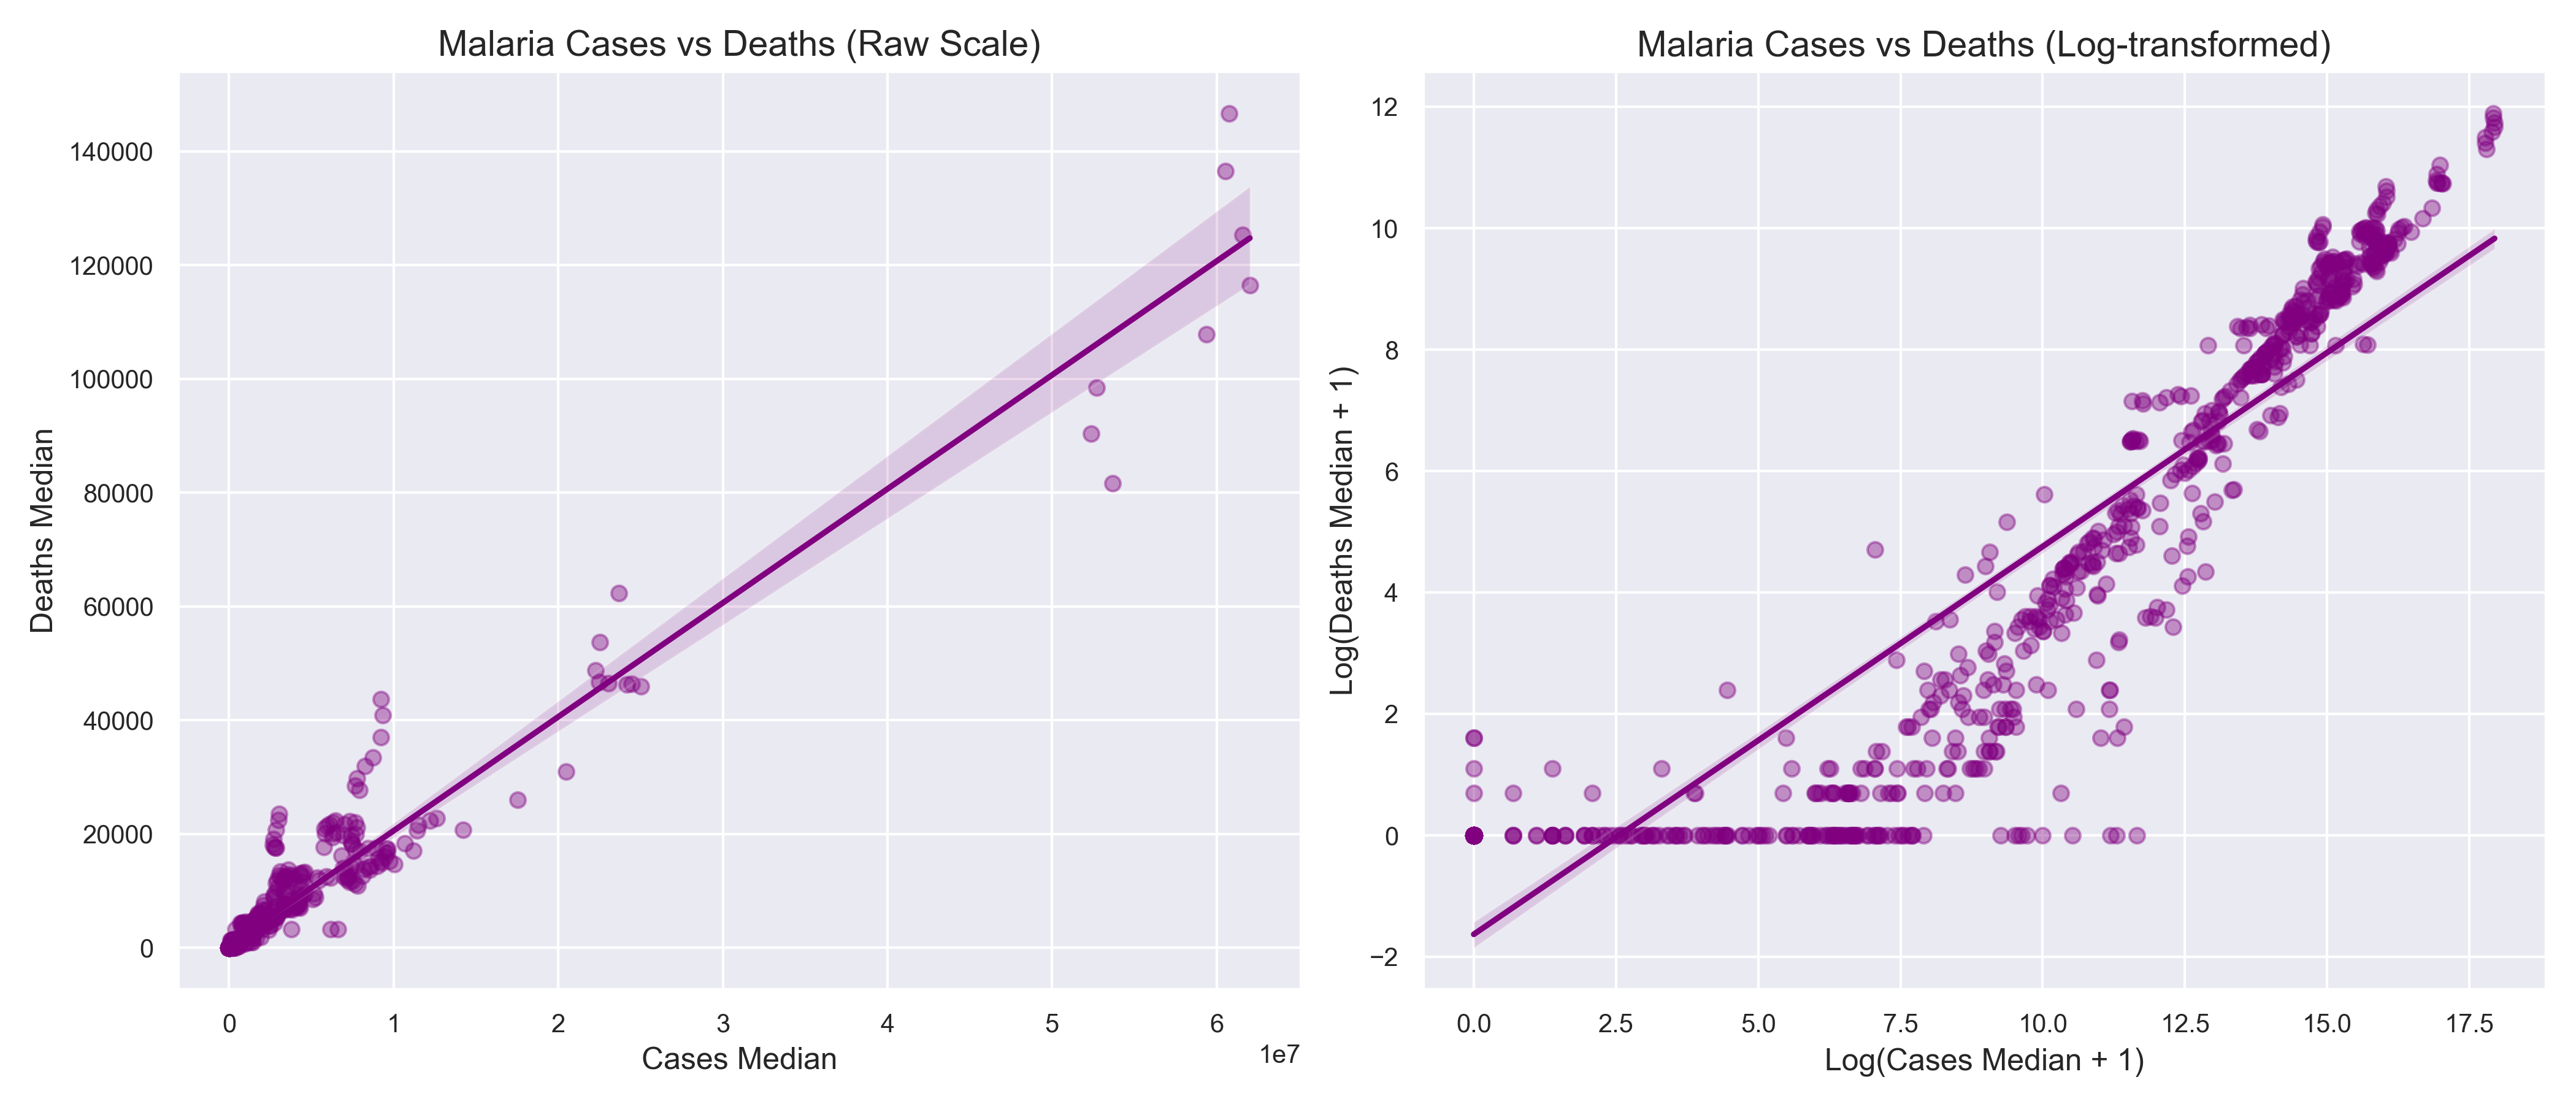 Malaria Cases vs Deaths (Raw Scale)
Deaths Median
140000
120000
100000
80000
60000
40000
20000
0
0 1 2 3 4 5 6
1e7
Cases Median
Malaria Cases vs Deaths (Log-transformed)
Log(Deaths Median + 1)
12
10
8
6
4
2
0
−2
0.0 2.5 5.0 7.5 10.0 12.5 15.0 17.5
Log(Cases Median + 1)